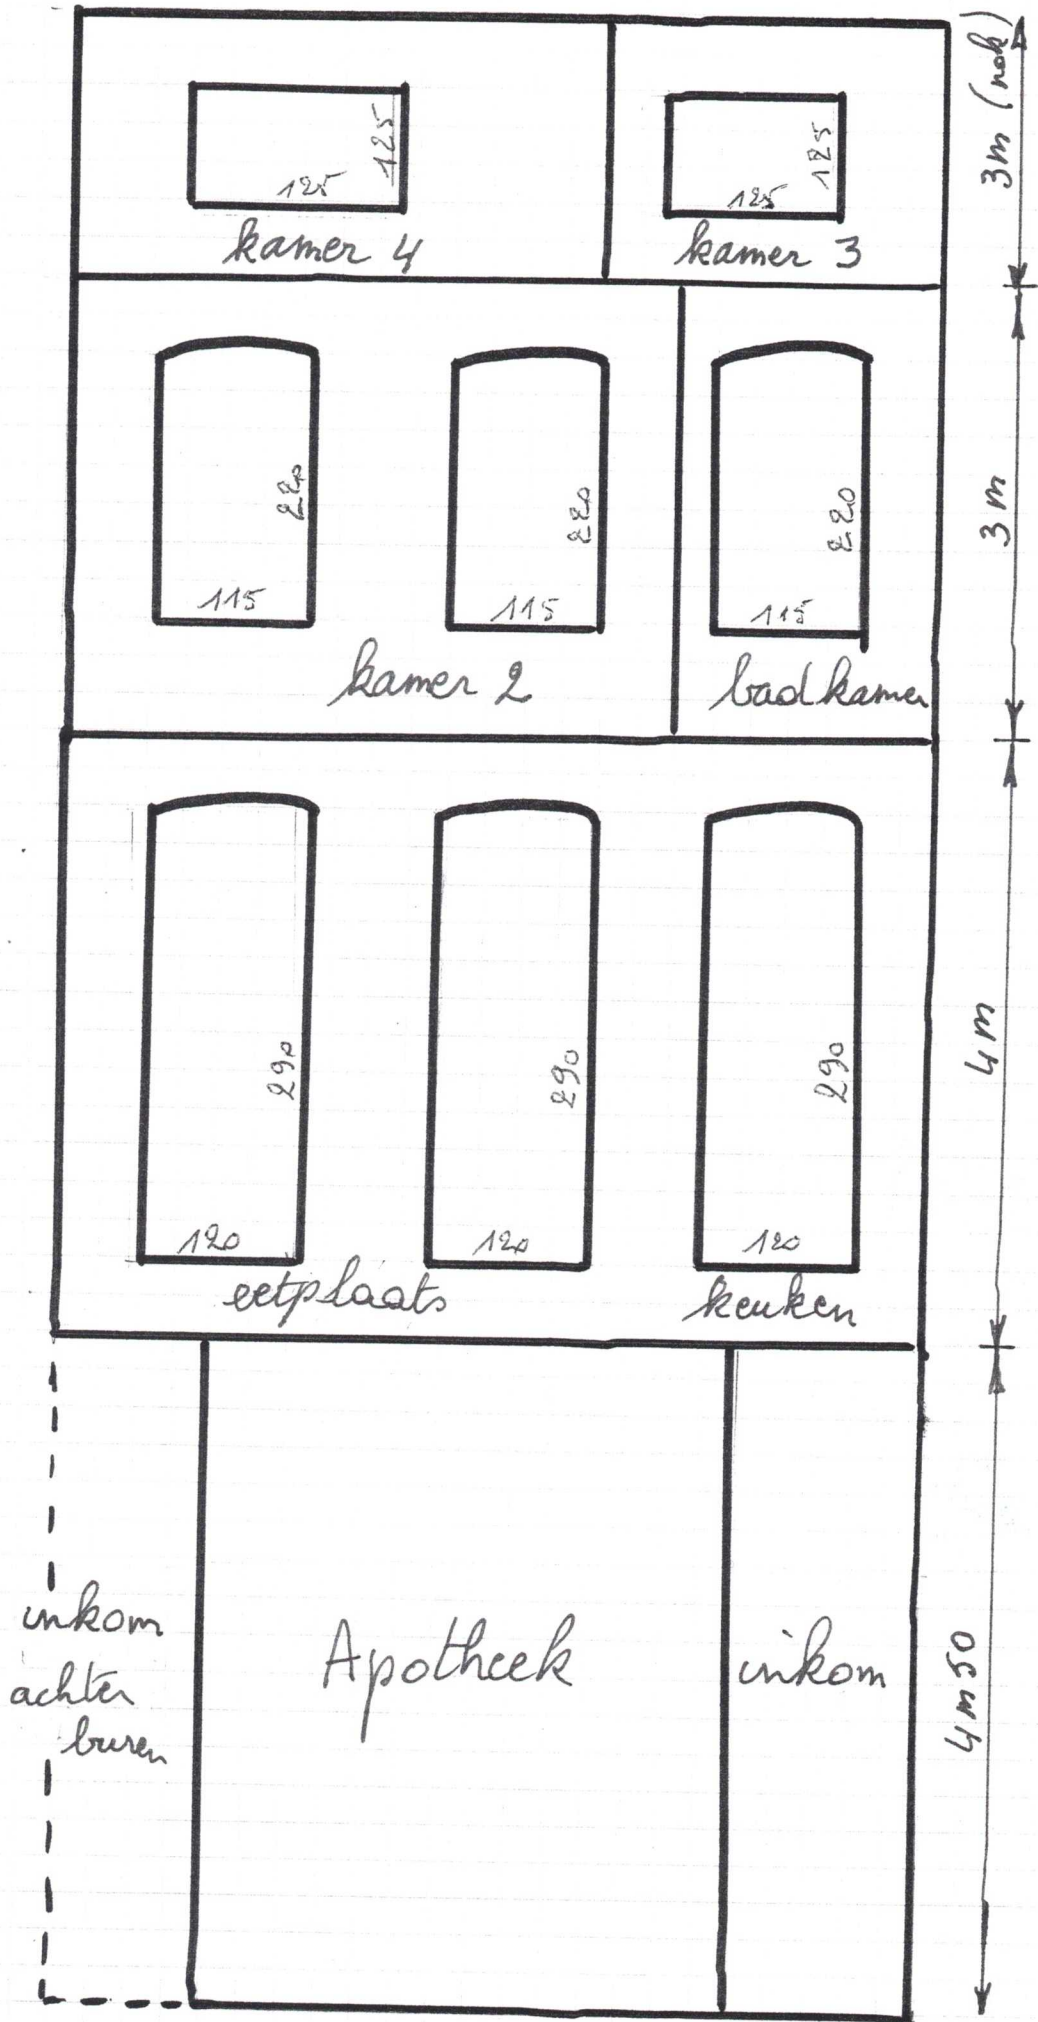 3m (nok)
125
125
125
125
kamer 4
kamer 3
3m
220
220
220
115
115
115
kamer 2
badkamer
4m
290
290
290
120
120
120
eetplaats
keuken
inkom
achter
buren
Apotheek
inkom
4m50